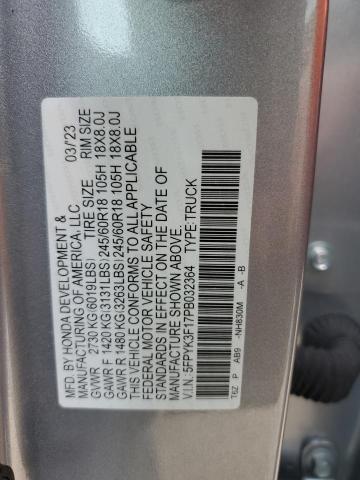 MFD. BY HONDA DEVELOPMENT & 03/23
MANUFACTURING OF AMERICA, LLC
GVWR 2730 KG(6019LBS) TIRE SIZE RIM SIZE
GAWR F 1420 KG(3131LBS)245/60R18 105H 18X8.0J
GAWR R 1480 KG(3263LBS)245/60R18 105H 18X8.0J
THIS VEHICLE CONFORMS TO ALL APPLICABLE
FEDERAL MOTOR VEHICLE SAFETY
STANDARDS IN EFFECT ON THE DATE OF
MANUFACTURE SHOWN ABOVE.
V.I.N.: 5FPYK3F17PB032364 TYPE:TRUCK
T6Z P AB9 -NH830M -A -B